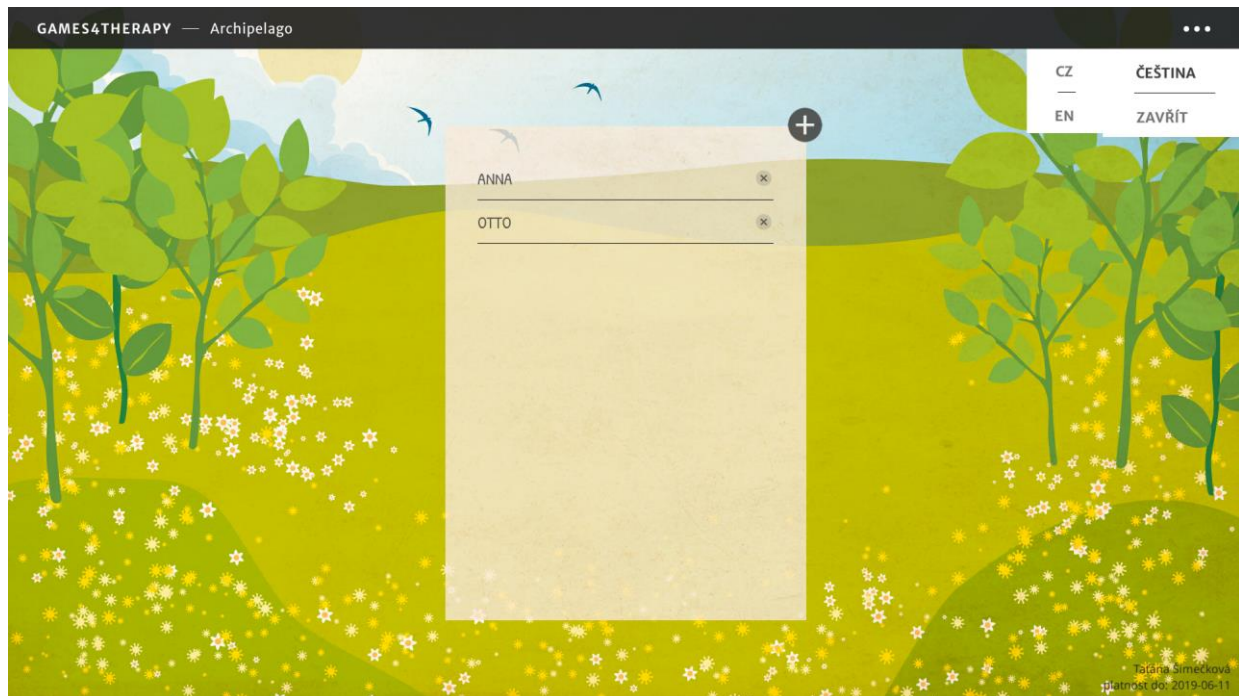 GAMES4THERAPY — Archipelago
CZ
EN
ČEŠTINA
ZAVŘÍT
ANNA
OTTO
Taťána Šimečková
platnost do: 2019-06-11